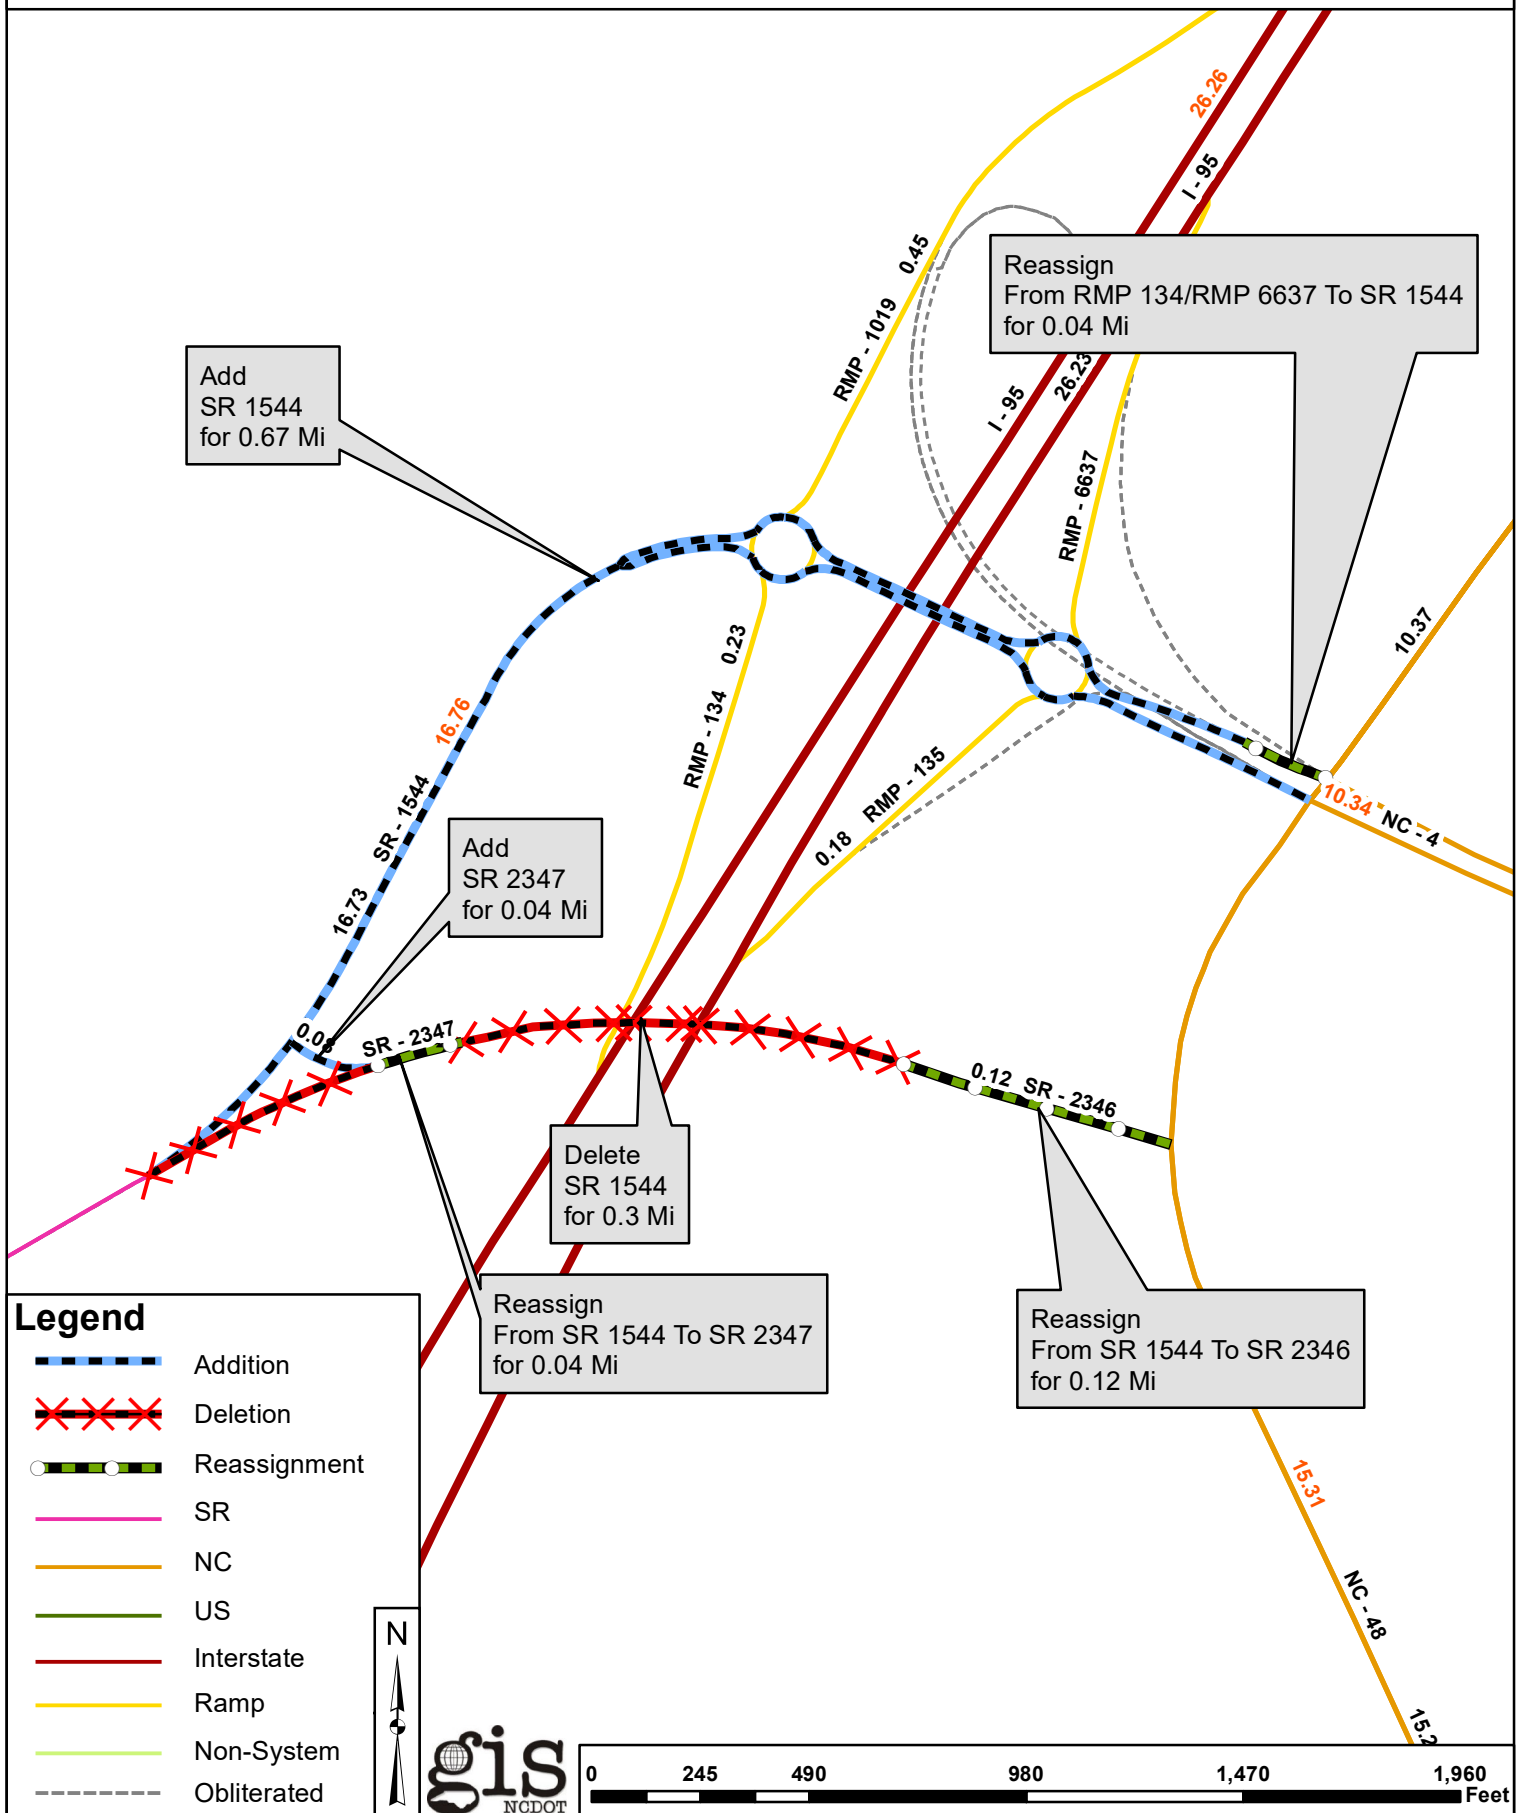 26.26
I - 95
0.45
RMP - 1019
Reassign
From RMP 134/RMP 6637 To SR 1544
for 0.04 Mi
Add
SR 1544
for 0.67 Mi
26.23
I - 95
RMP - 6637
10.37
0.23
RMP - 134
16.76
SR - 1544
RMP - 135
0.18
10.34
NC - 4
Add
SR 2347
for 0.04 Mi
16.73
0.08
SR - 2347
0.12 SR - 2346
Delete
SR 1544
for 0.3 Mi
Reassign
From SR 1544 To SR 2347
for 0.04 Mi
Reassign
From SR 1544 To SR 2346
for 0.12 Mi
15.31
NC - 48
15.2
Legend
Addition
Deletion
Reassignment
SR
NC
US
Interstate
Ramp
Non-System
Obliterated
N
gis
NCDOT
0 245 490 980 1,470 1,960
Feet